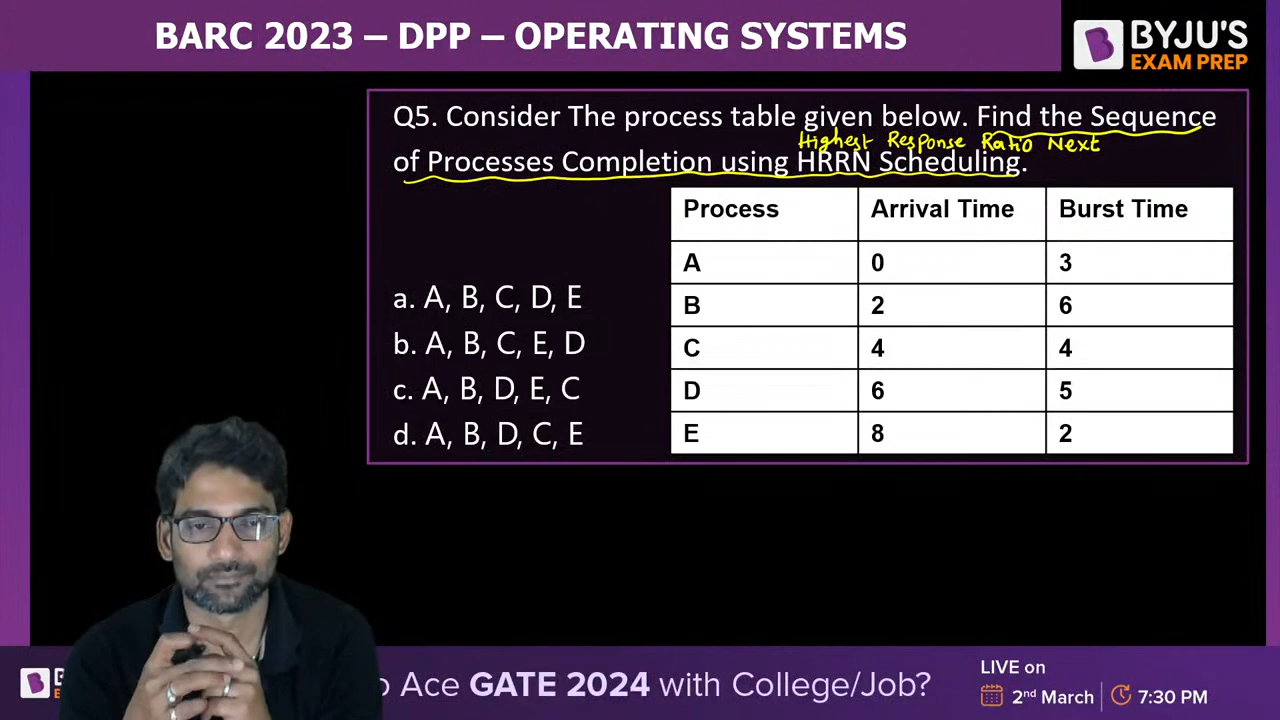 BARC 2023 – DPP – OPERATING SYSTEMS
BYJU'S
EXAM PREP
Q5. Consider The process table given below. Find the Sequence
Highest Response Ratio Next
of Processes Completion using HRRN Scheduling.
Process Arrival Time Burst Time
A 0 3
B 2 6
C 4 4
D 6 5
E 8 2
a. A, B, C, D, E
b. A, B, C, E, D
c. A, B, D, E, C
d. A, B, D, C, E
Ace GATE 2024 with College/Job?
LIVE on
2nd March 7:30 PM